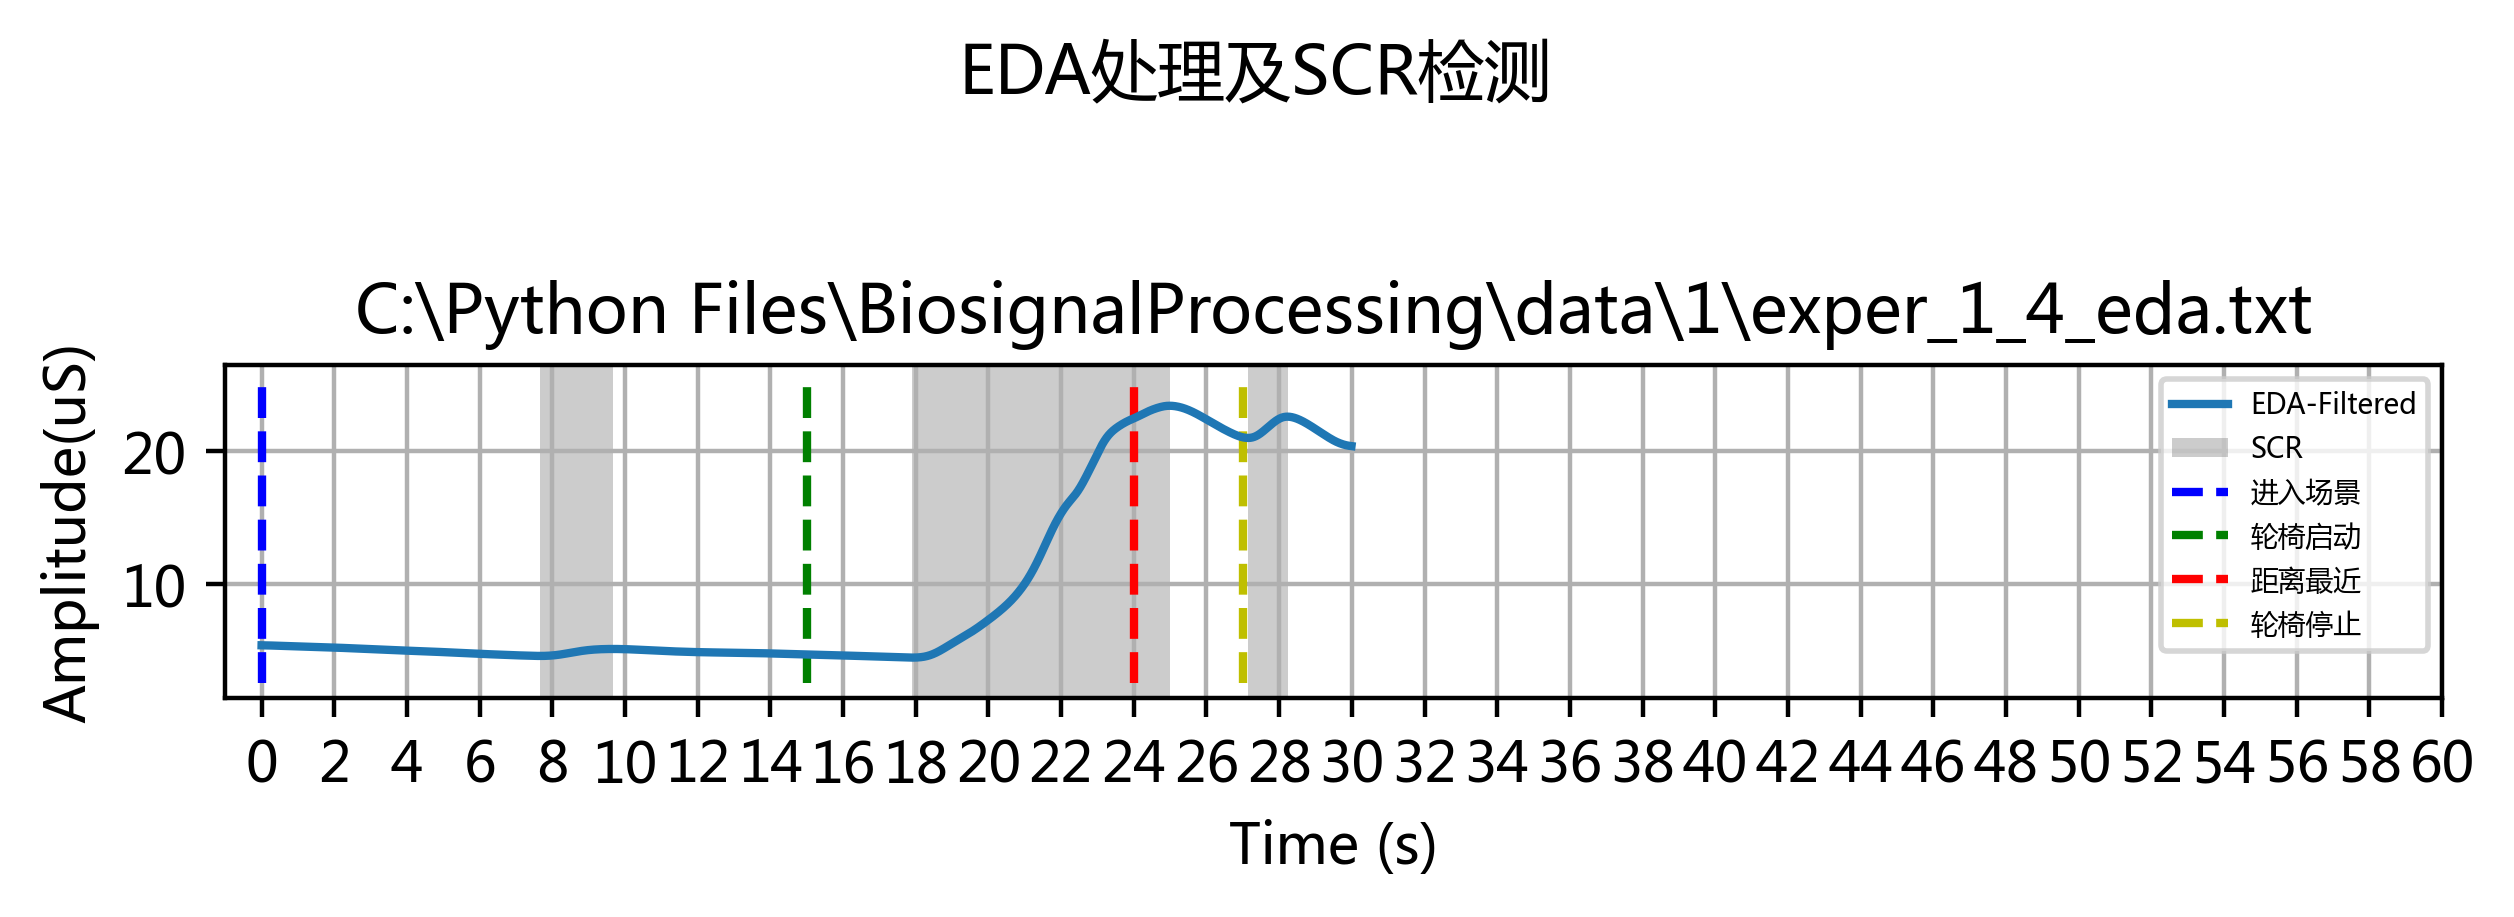 EDA处理及SCR检测
C:\Python Files\BiosignalProcessing\data\1\exper_1_4_eda.txt
Amplitude(uS)
20
10
EDA-Filtered
SCR
进入场景
轮椅启动
距离最近
轮椅停止
0 2 4 6 8 10 12 14 16 18 20 22 24 26 28 30 32 34 36 38 40 42 44 46 48 50 52 54 56 58 60
Time (s)